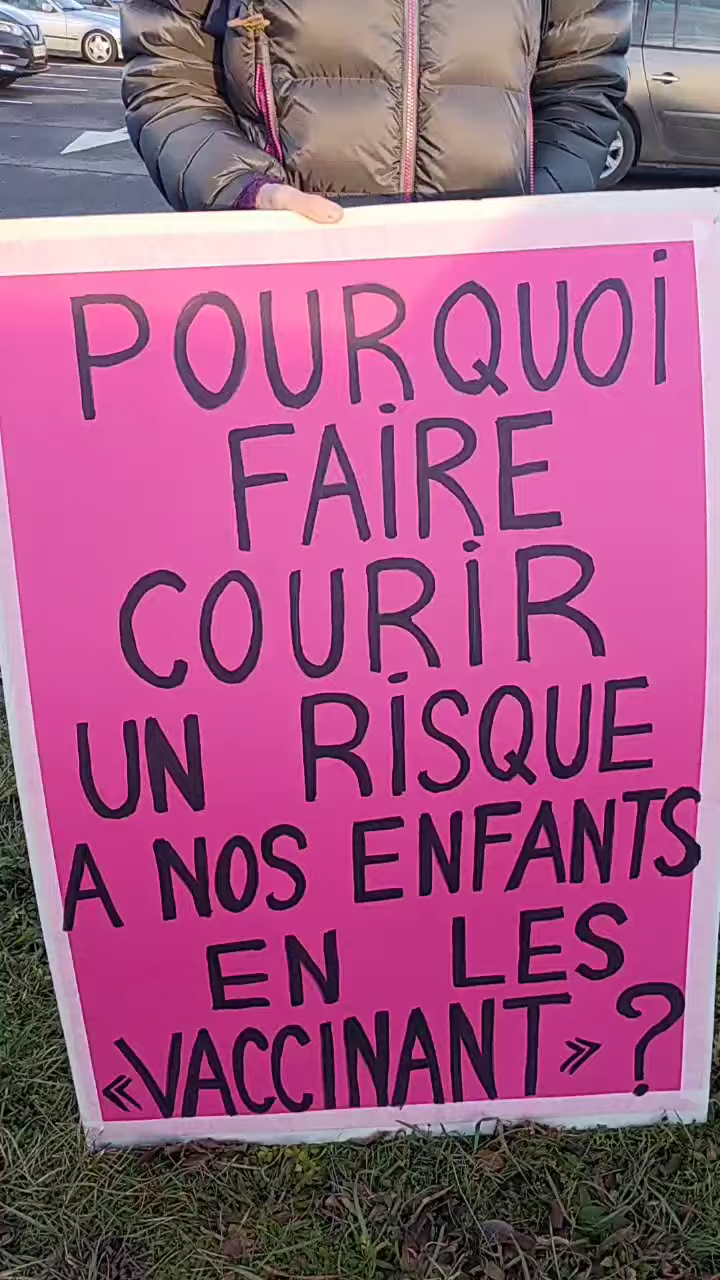 POURQUOI
FAIRE
COURIR
UN RISQUE
A NOS ENFANTS
EN LES
«VACCINANT» ?